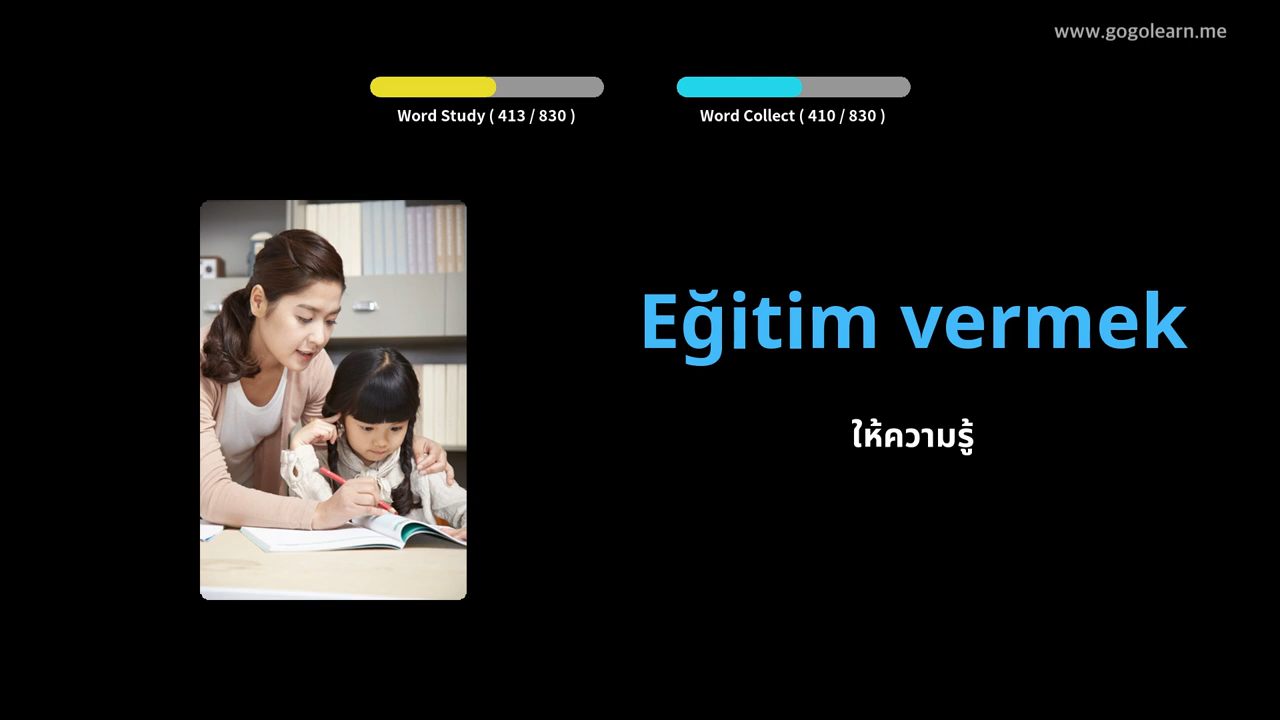 www.gogolearn.me
Word Study ( 413 / 830 )
Word Collect ( 410 / 830 )
Eğitim vermek
ให้ความรู้